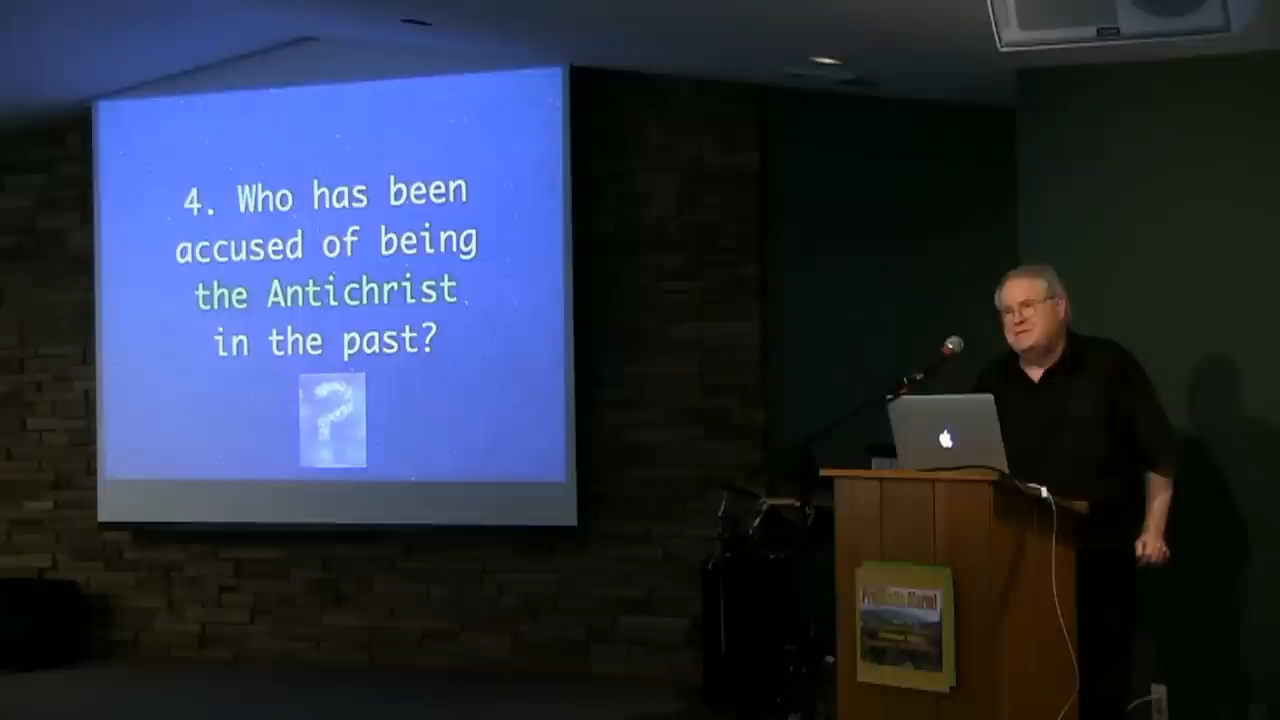 4. Who has been
accused of being
the Antichrist
in the past?
?